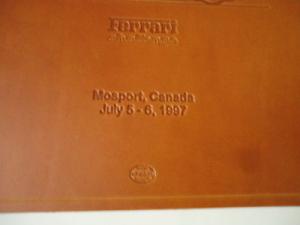 Ferrari
Mosport, Canada
July 5 - 6, 1997